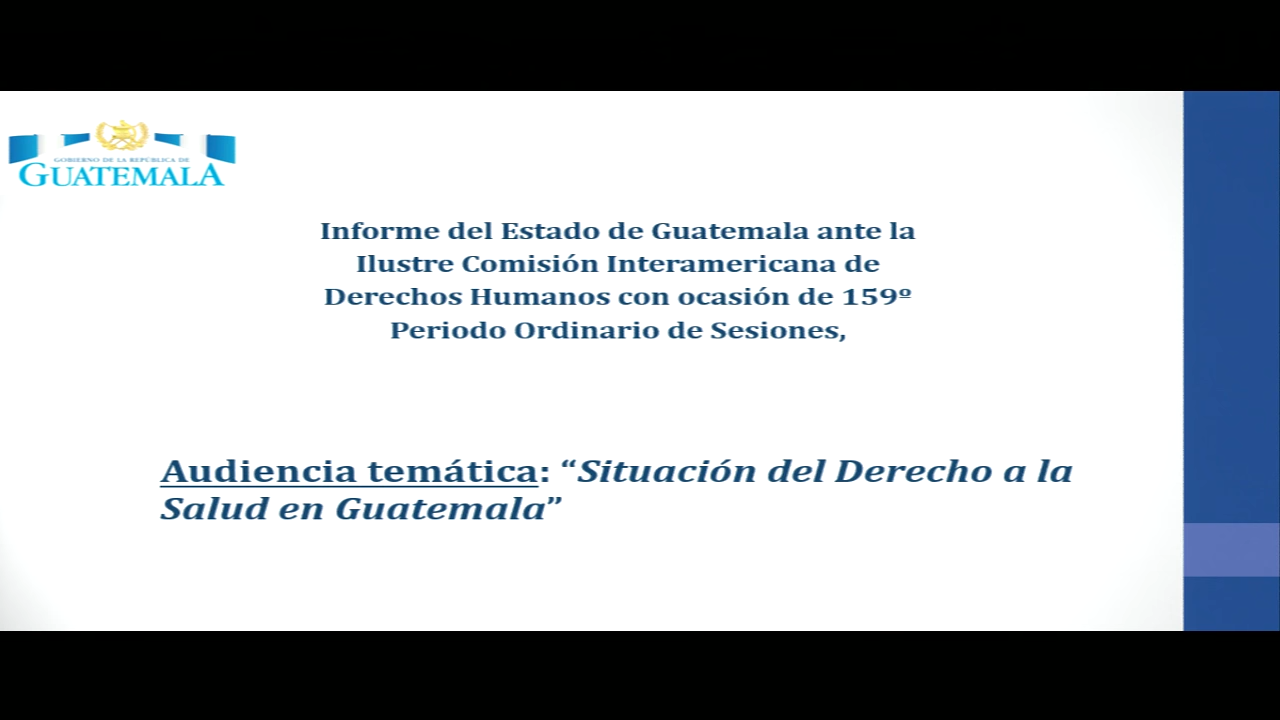 GOBIERNO DE LA REPÚBLICA DE
GUATEMALA
Informe del Estado de Guatemala ante la
Ilustre Comisión Interamericana de
Derechos Humanos con ocasión de 159º
Periodo Ordinario de Sesiones,
Audiencia temática: “Situación del Derecho a la
Salud en Guatemala”